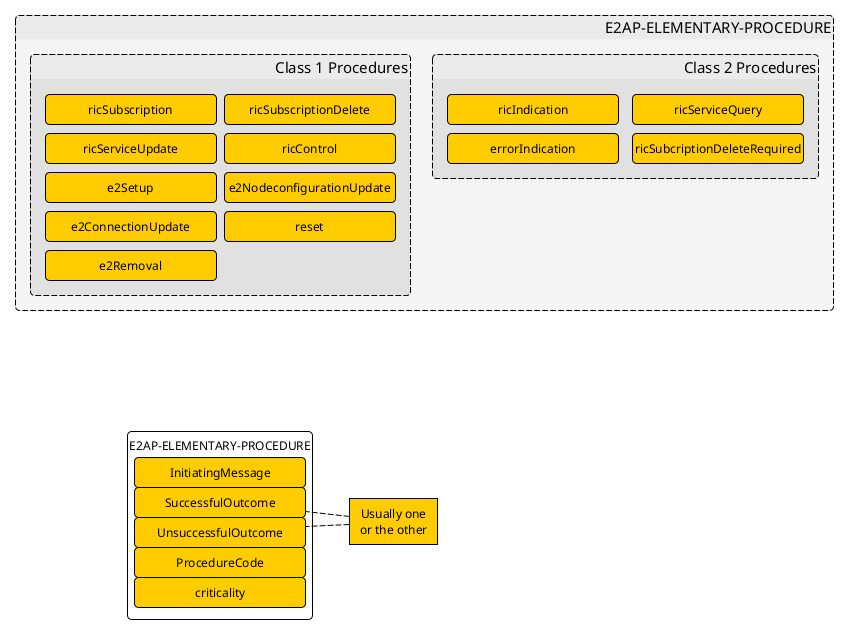 E2AP-ELEMENTARY-PROCEDURE
Class 1 Procedures
ricSubscription
ricSubscriptionDelete
ricServiceUpdate
ricControl
e2Setup
e2NodeconfigurationUpdate
e2ConnectionUpdate
reset
e2Removal
Class 2 Procedures
ricIndication
ricServiceQuery
errorIndication
ricSubcriptionDeleteRequired
E2AP-ELEMENTARY-PROCEDURE
InitiatingMessage
SuccessfulOutcome
UnsuccessfulOutcome
ProcedureCode
criticality
Usually one
or the other